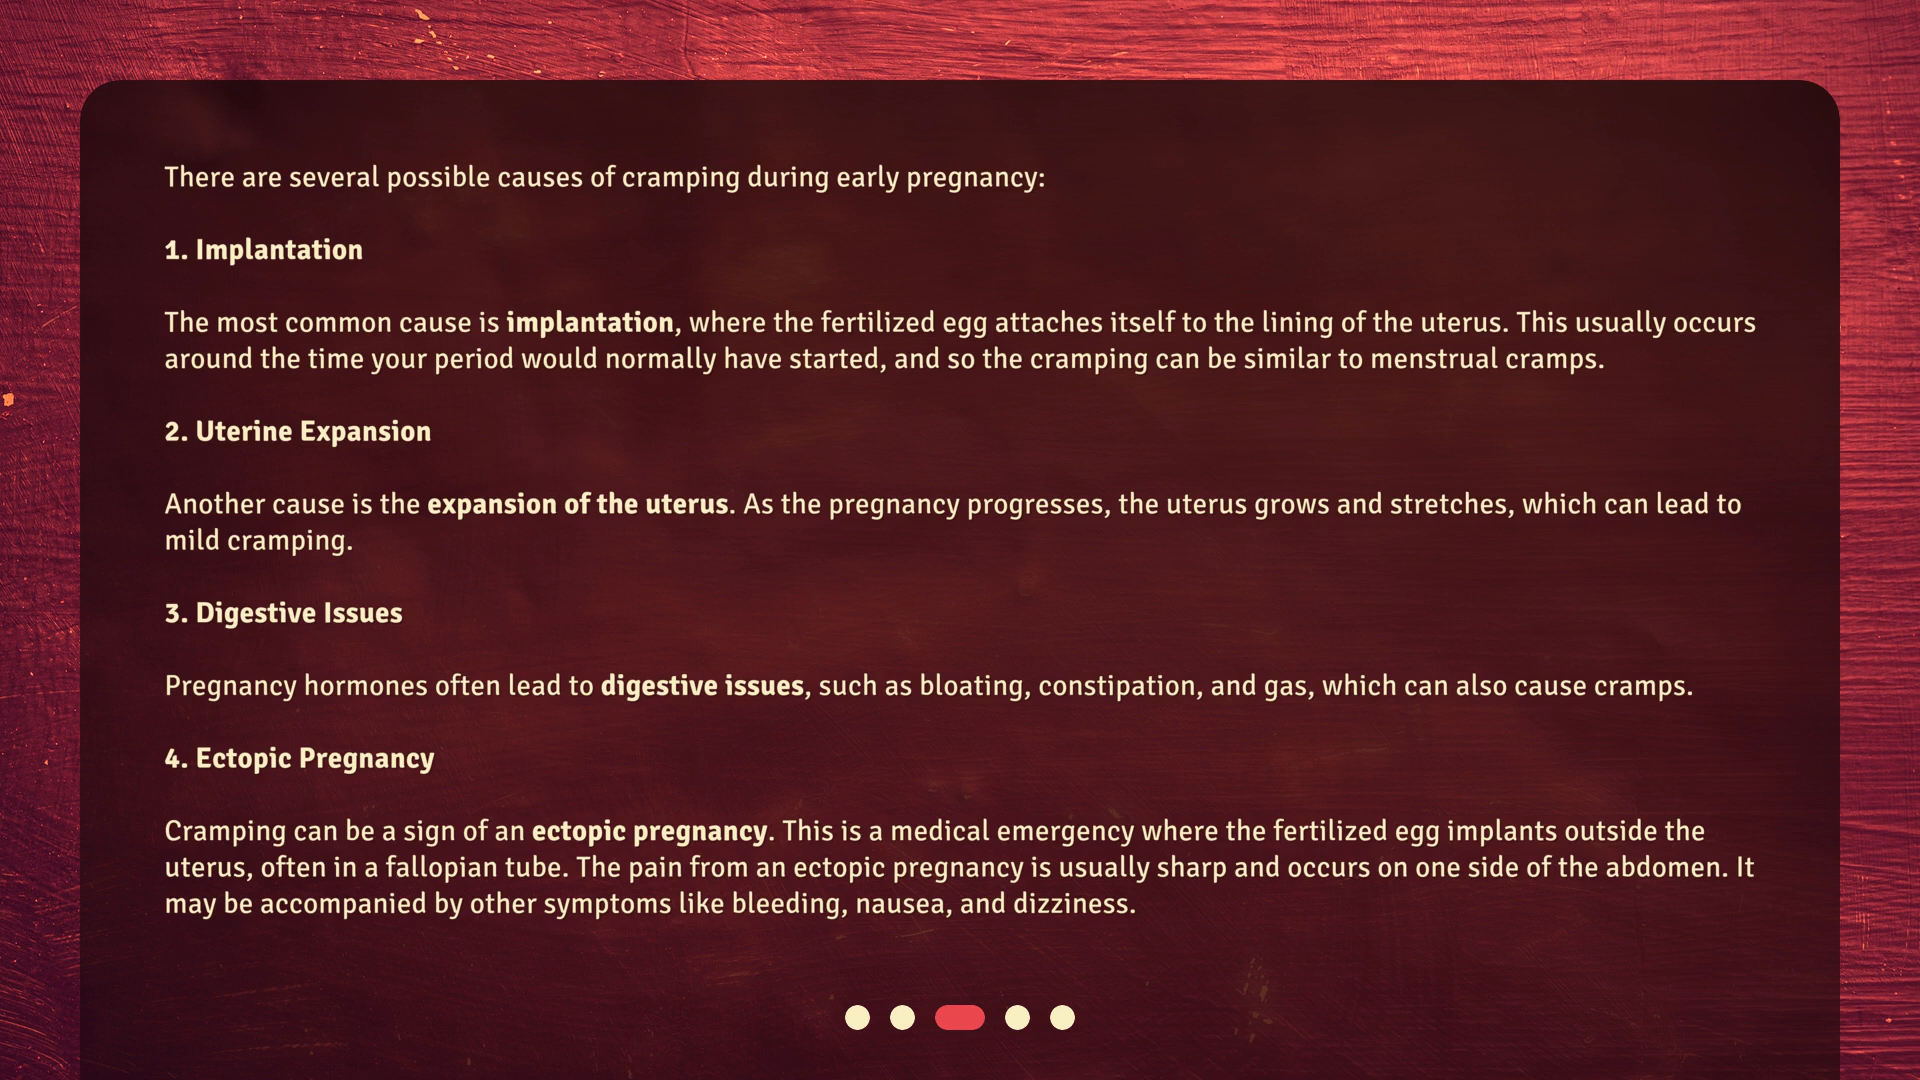 There are several possible causes of cramping during early pregnancy:
1. Implantation
The most common cause is implantation, where the fertilized egg attaches itself to the lining of the uterus. This usually occurs
around the time your period would normally have started, and so the cramping can be similar to menstrual cramps.
2. Uterine Expansion
Another cause is the expansion of the uterus. As the pregnancy progresses, the uterus grows and stretches, which can lead to
mild cramping.
3. Digestive Issues
Pregnancy hormones often lead to digestive issues, such as bloating, constipation, and gas, which can also cause cramps.
4. Ectopic Pregnancy
Cramping can be a sign of an ectopic pregnancy. This is a medical emergency where the fertilized egg implants outside the
uterus, often in a fallopian tube. The pain from an ectopic pregnancy is usually sharp and occurs on one side of the abdomen. It
may be accompanied by other symptoms like bleeding, nausea, and dizziness.